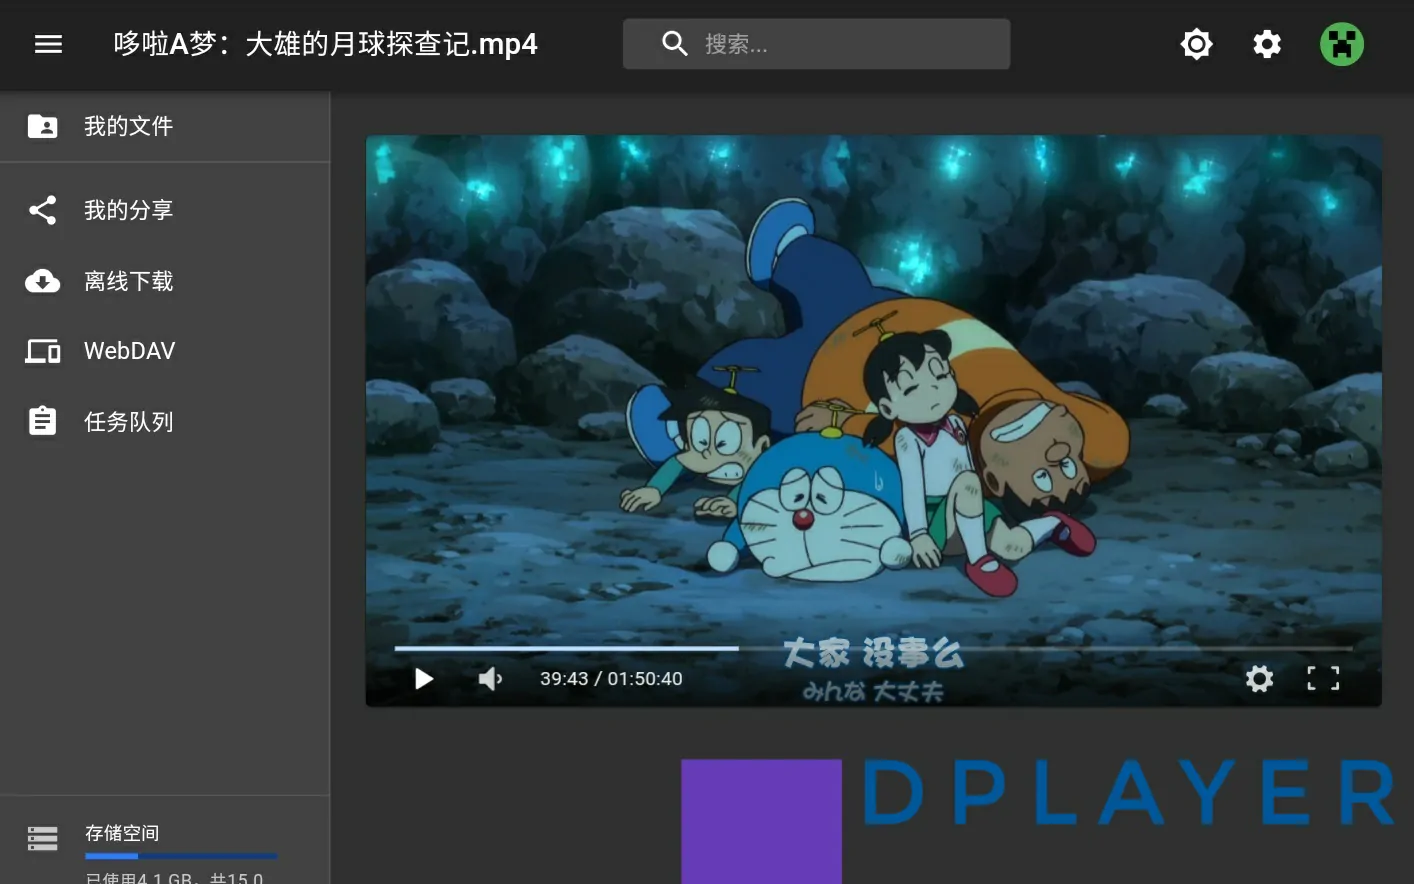 哆啦A梦：大雄的月球探查记.mp4
搜索...
我的文件
我的分享
离线下载
WebDAV
任务队列
大家 没事么
39:43 / 01:50:40
みんな 大丈夫
DPLAYER
存储空间
已使用4.1 GB，共15.0